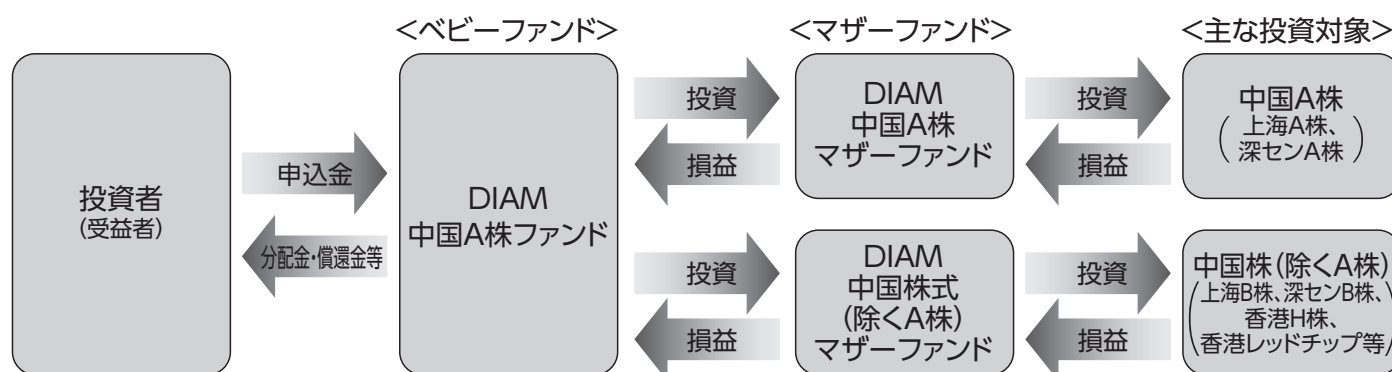 <ベビーファンド>
<マザーファンド>
<主な投資対象>
投資者
(受益者)
申込金
分配金・償還金等
DIAM
中国A株ファンド
投資
損益
DIAM
中国A株
マザーファンド
投資
損益
中国A株
(上海A株、
深センA株)
投資
損益
DIAM
中国株式
(除くA株)
マザーファンド
投資
損益
中国株(除くA株)
(上海B株、深センB株、
香港H株、
香港レッドチップ等)